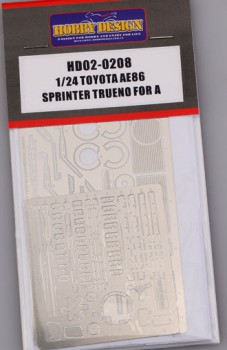 HOBBY DESIGN
HD02-0208
1/24 TOYOTA AE86
SPRINTER TRUENO FOR A